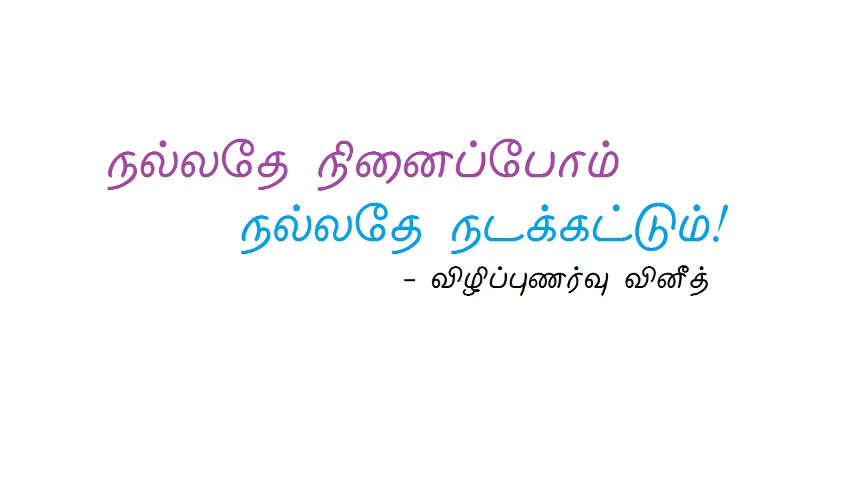 நல்லதே நினைப்போம்
நல்லதே நடக்கட்டும்!
- விழிப்புணர்வு வினீத்